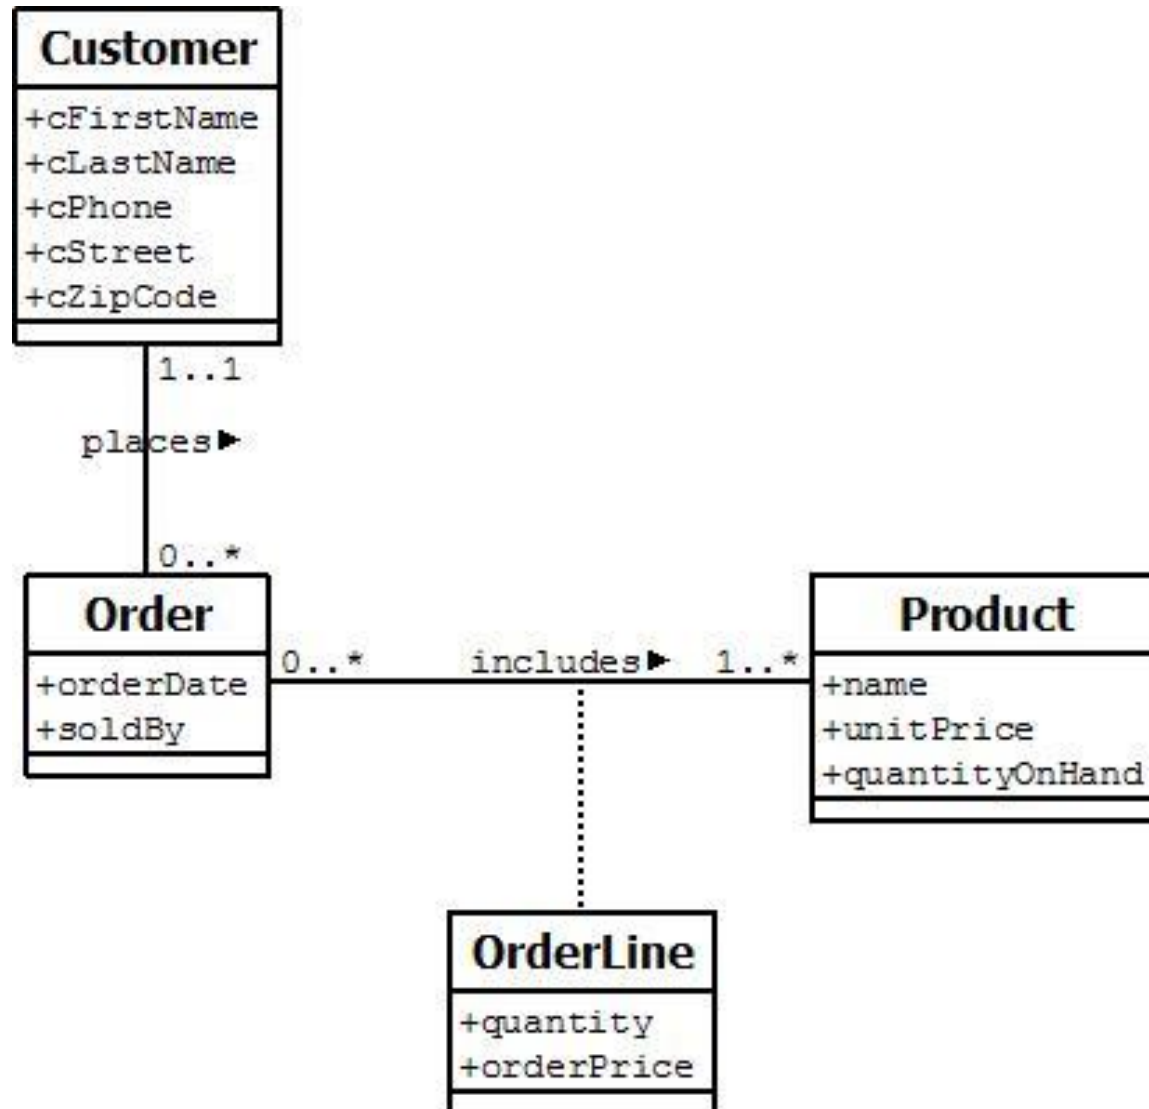 Customer
+cFirstName
+cLastName
+cPhone
+cStreet
+cZipCode
1..1
places►
0..*
Order
+orderDate
+soldBy
0..*
includes►
1..*
Product
+name
+unitPrice
+quantityOnHand
OrderLine
+quantity
+orderPrice